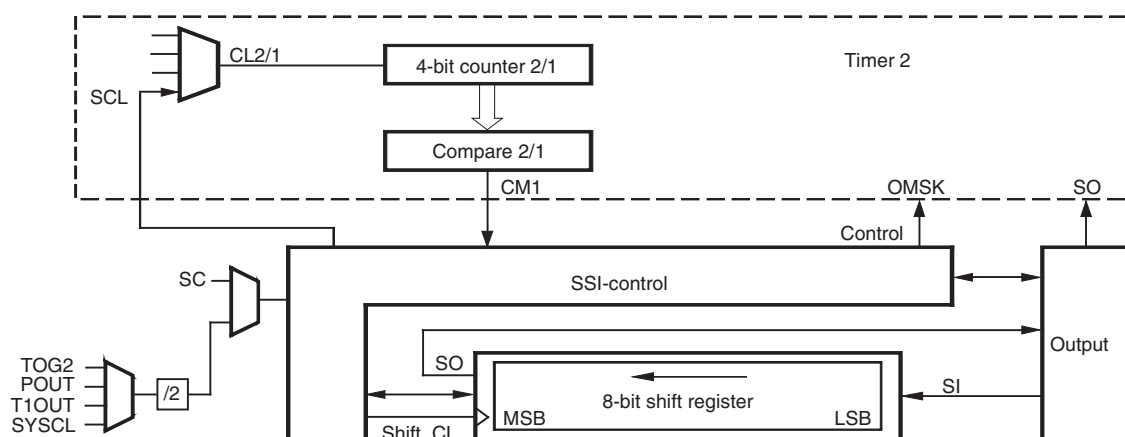 CL2/1
4-bit counter 2/1
Timer 2
SCL
Compare 2/1
CM1
OMSK
SO
Control
SC
SSI-control
TOG2
POUT
T1OUT
SYSCL
/2
SO
Output
8-bit shift register
SI
MSB
LSB
Shift_CL